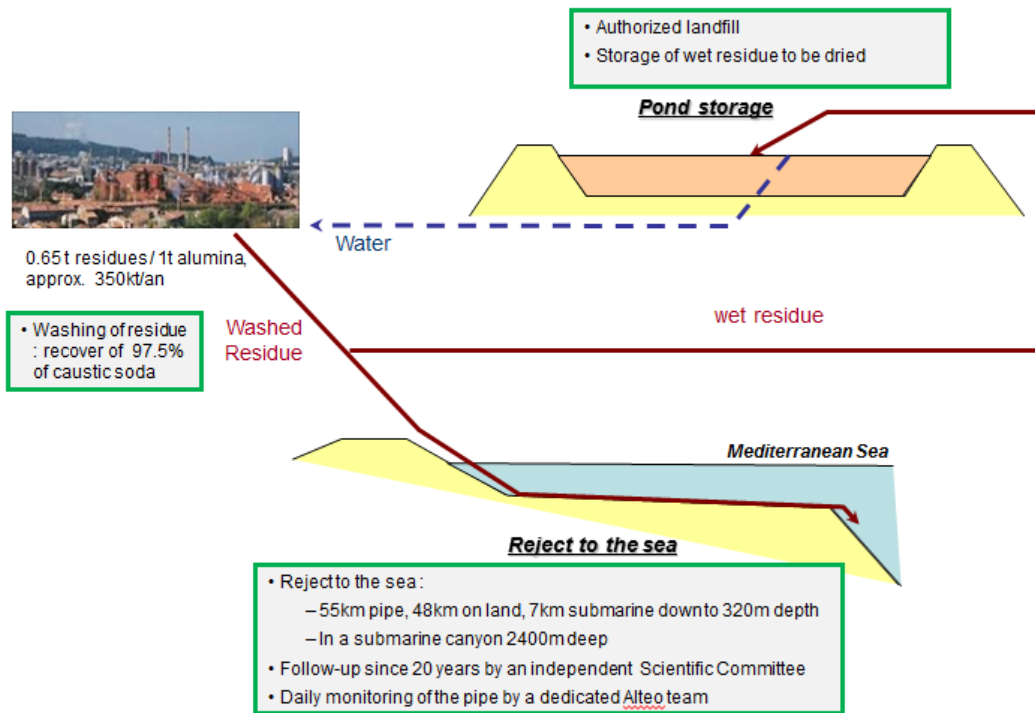 • Authorized landfill
• Storage of wet residue to be dried
Pond storage
Water
0.65 t residues / 1t alumina,
approx. 350kt/an
• Washing of residue
: recover of 97.5%
of caustic soda
Washed
Residue
wet residue
Mediterranean Sea
Reject to the sea
• Reject to the sea :
– 55km pipe, 48km on land, 7km submarine down to 320m depth
– In a submarine canyon 2400m deep
• Follow-up since 20 years by an independent Scientific Committee
• Daily monitoring of the pipe by a dedicated Alteo team